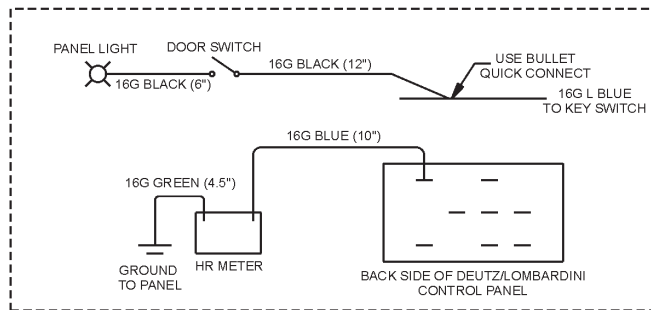 PANEL LIGHT
DOOR SWITCH
16G BLACK (6")
16G BLACK (12")
USE BULLET
QUICK CONNECT
16G L BLUE
TO KEY SWITCH
16G BLUE (10")
16G GREEN (4.5")
GROUND
TO PANEL
HR METER
BACK SIDE OF DEUTZ/LOMBARDINI
CONTROL PANEL